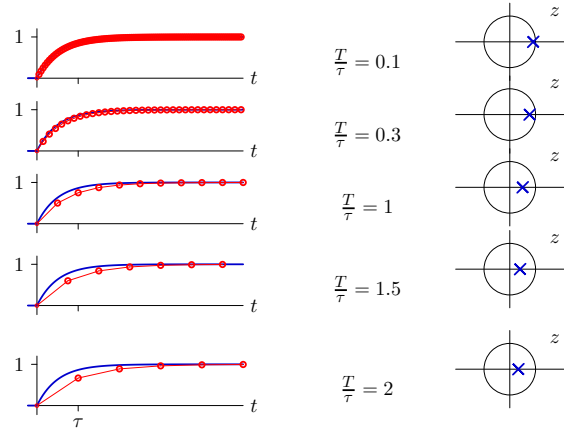 1 t T/τ = 0.1 z
1 t T/τ = 0.3 z
1 t T/τ = 1 z
1 t T/τ = 1.5 z
1 t T/τ = 2 z
τ